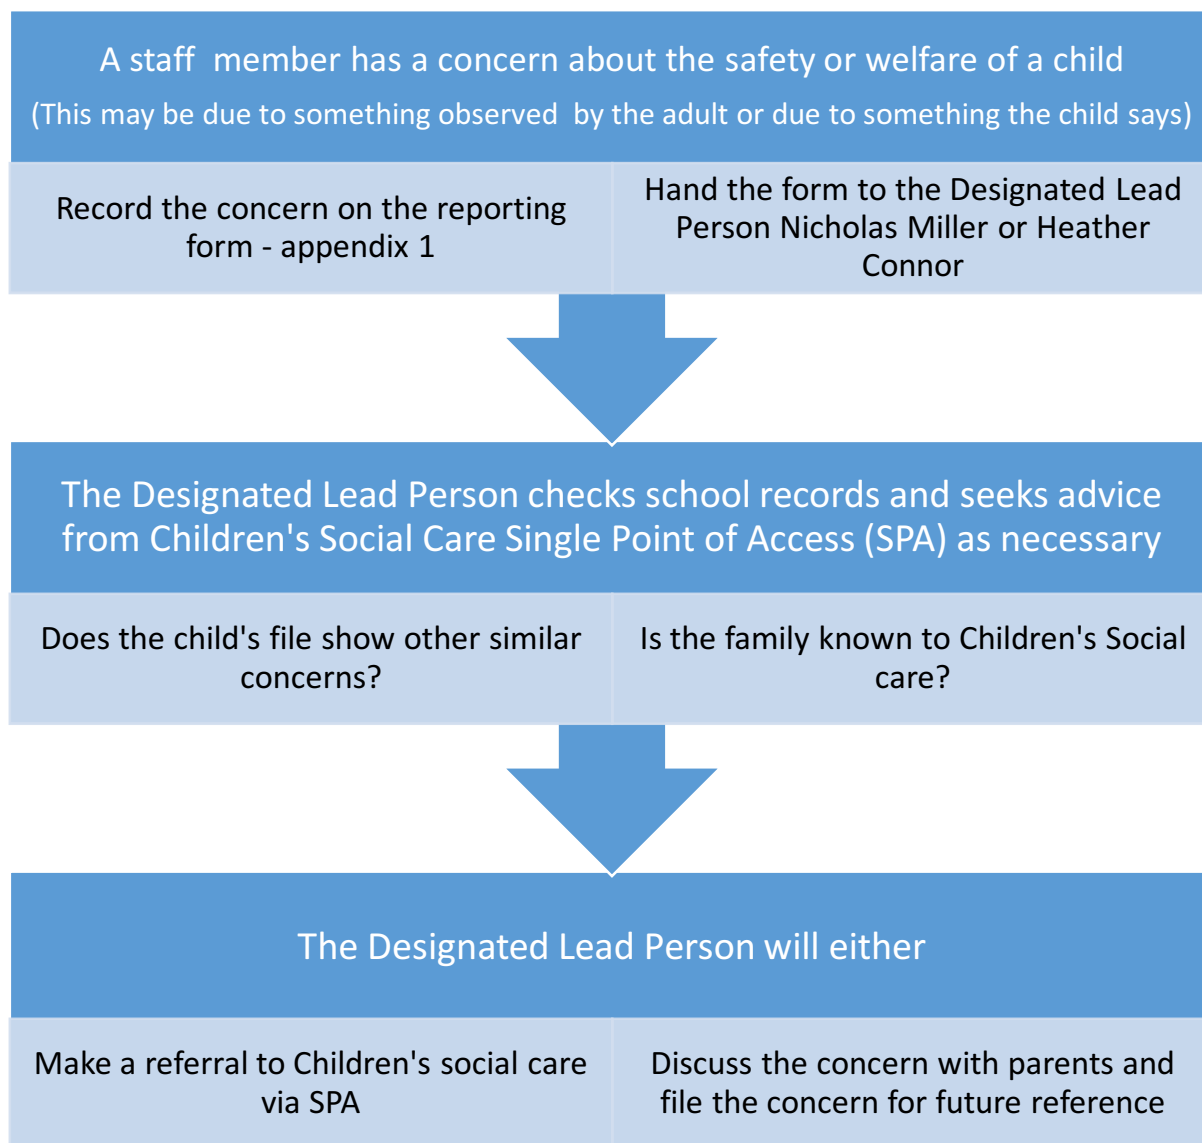 A staff  member has a concern about the safety or welfare of a child
(This may be due to something observed  by the adult or due to something the child says)
Record the concern on the reporting
form - appendix 1
Hand the form to the Designated Lead
Person Nicholas Miller or Heather
Connor
The Designated Lead Person checks school records and seeks advice
from Children's Social Care Single Point of Access (SPA) as necessary
Does the child's file show other similar
concerns?
Is the family known to Children's Social
care?
The Designated Lead Person will either
Make a referral to Children's social care
via SPA
Discuss the concern with parents and
file the concern for future reference